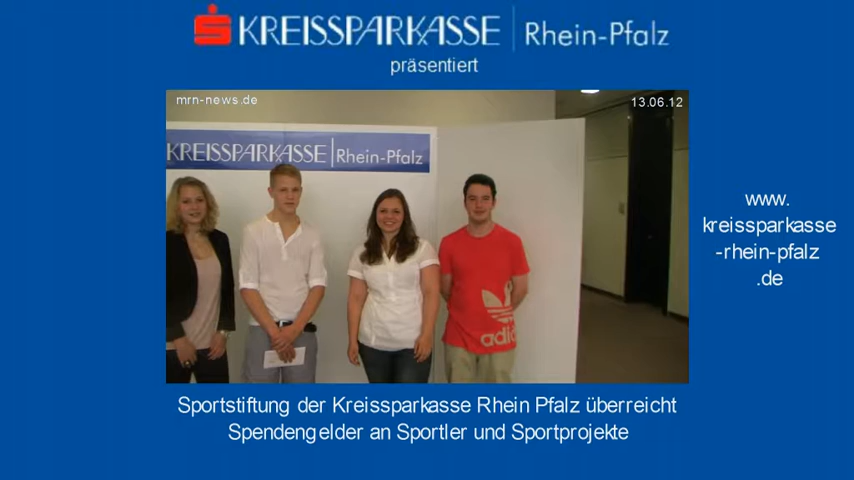 KREISSPARKASSE Rhein-Pfalz
präsentiert
mrn-news.de
13.06.12
KREISSPARKASSE Rhein-Pfalz
adidas
www.
kreissparkasse
-rhein-pfalz
.de
Sportstiftung der Kreissparkasse Rhein Pfalz überreicht
Spendengelder an Sportler und Sportprojekte